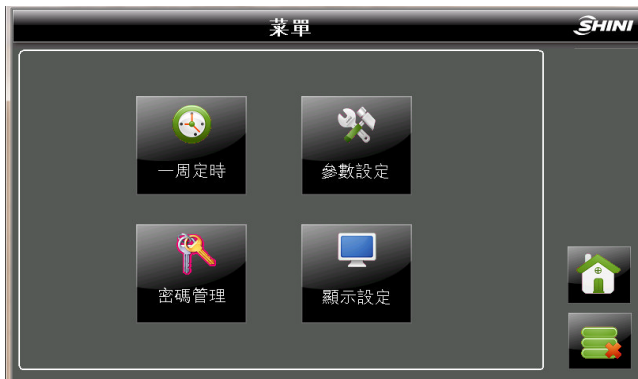 菜單
SHINI
一周定時
參數設定
密碼管理
顯示設定